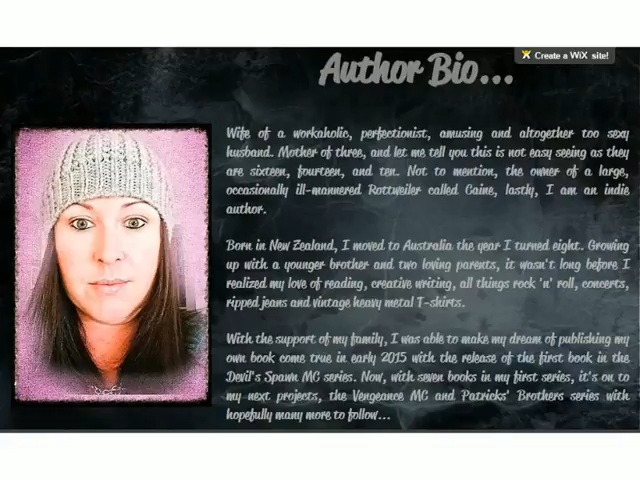 Create a WiX site!
Author Bio...
Wife of a workaholic, perfectionist, amusing and altogether too sexy
husband. Mother of three, and let me tell you this is not easy seeing as they
are sixteen, fourteen, and ten. Not to mention, the owner of a large,
occasionally ill-mannered Rottweiler called Caine, lastly, I am an indie
author.
Born in New Zealand, I moved to Australia the year I turned eight. Growing
up with a younger brother and two loving parents, it wasn't long before I
realized my love of reading, creative writing, all things rock 'n' roll, concerts,
ripped jeans and vintage heavy metal T-shirts.
With the support of my family, I was able to make my dream of publishing my
own book come true in early 2015 with the release of the first book in the
Devil's Spawn MC series. Now, with seven books in my first series, it's on to
my next projects, the Vengeance MC and Patricks' Brothers series with
hopefully many more to follow...